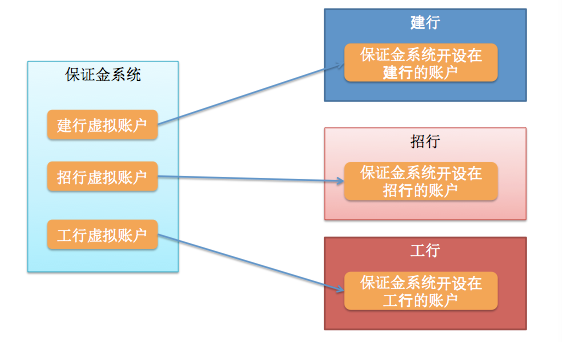 保证金系统
建行虚拟账户
招行虚拟账户
工行虚拟账户
建行
保证金系统开设在
建行的账户
招行
保证金系统开设在
招行的账户
工行
保证金系统开设在
工行的账户